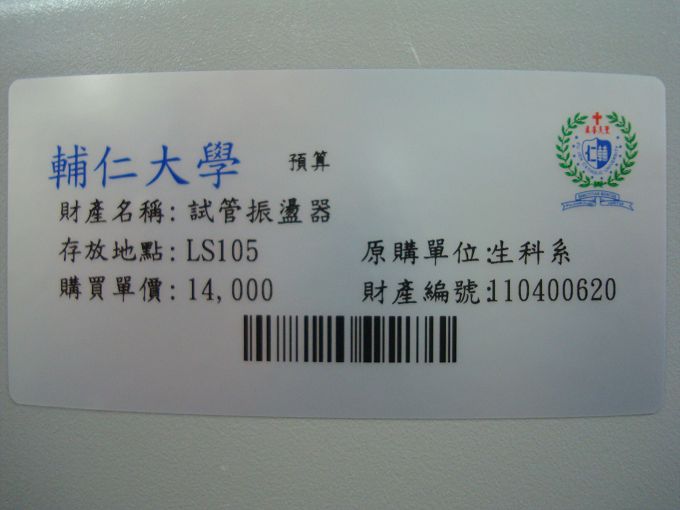 輔仁大學 預算
財產名稱: 試管振盪器
存放地點: LS105 原購單位:生科系
購買單價: 14,000 財產編號:110400620